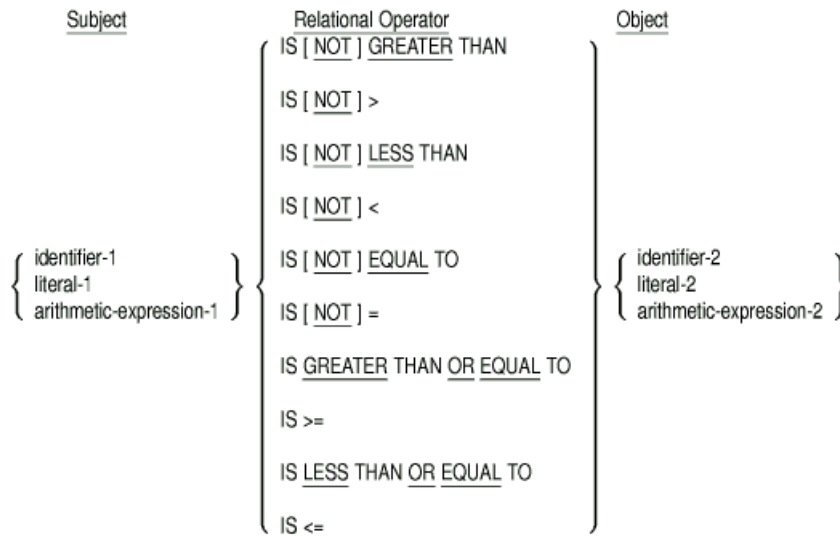 Subject Relational Operator Object
IS [ NOT ] GREATER THAN
IS [ NOT ] >
IS [ NOT ] LESS THAN
IS [ NOT ] <
identifier-1 IS [ NOT ] EQUAL TO identifier-2
literal-1 literal-2
arithmetic-expression-1 IS [ NOT ] = arithmetic-expression-2
IS GREATER THAN OR EQUAL TO
IS >=
IS LESS THAN OR EQUAL TO
IS <=